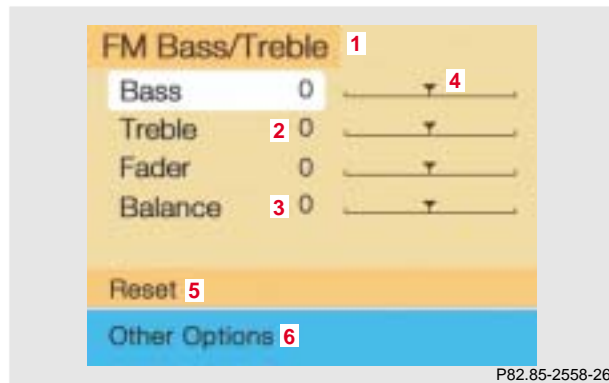 FM Bass/Treble 1
Bass 0 4
Treble 2 0
Fader 0
Balance 3 0
Reset 5
Other Options 6
P82.85-2558-26